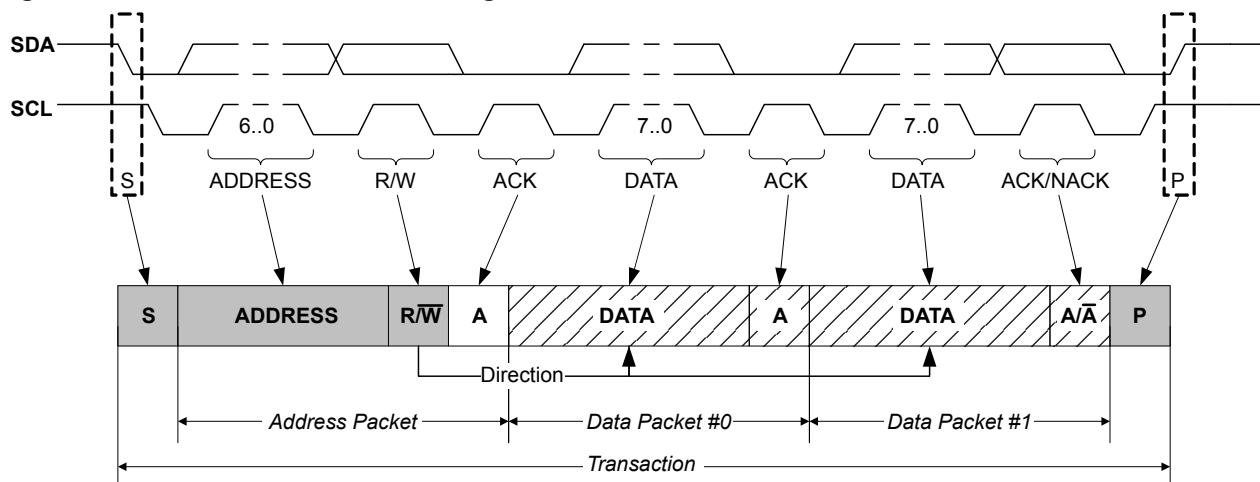 SDA
SCL
6..0 7..0 7..0
S ADDRESS R/W ACK DATA ACK DATA ACK/NACK P
S ADDRESS R/W̅ A DATA A DATA A/A̅ P
Direction
Address Packet Data Packet #0 Data Packet #1
Transaction